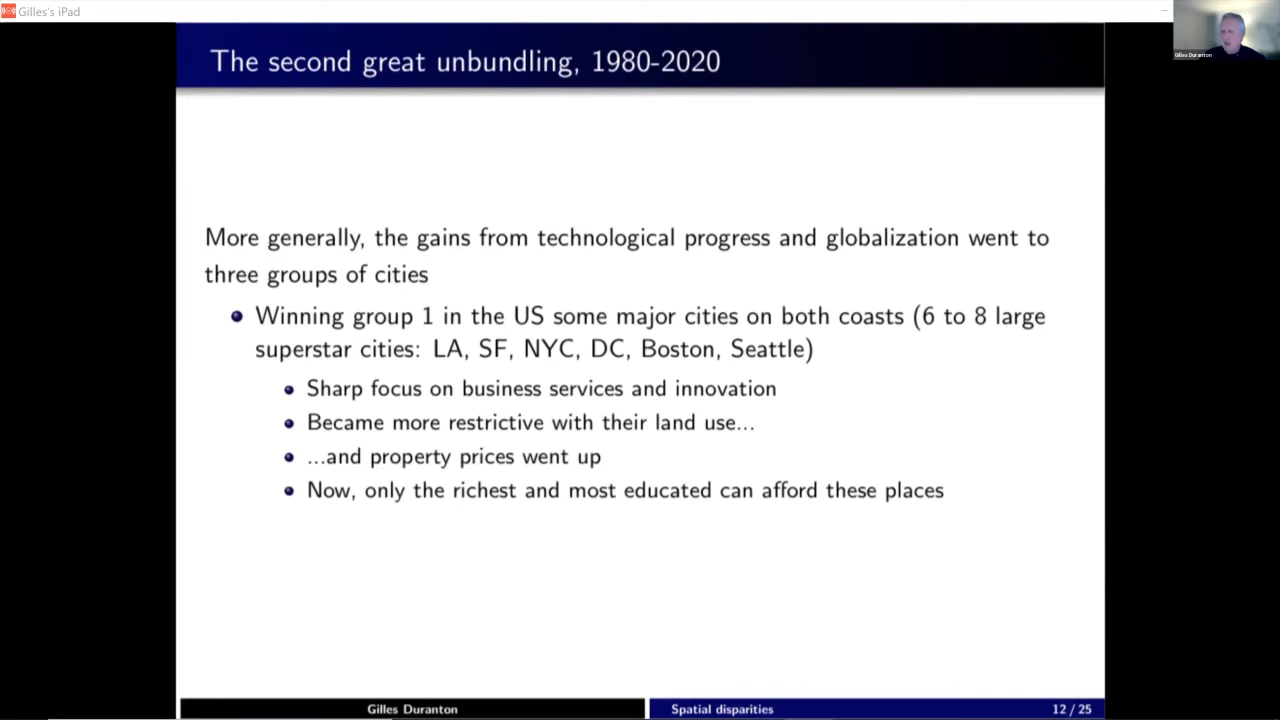 Gilles's iPad
Gilles Duranton
The second great unbundling, 1980-2020
More generally, the gains from technological progress and globalization went to
three groups of cities
Winning group 1 in the US some major cities on both coasts (6 to 8 large
superstar cities: LA, SF, NYC, DC, Boston, Seattle)
Sharp focus on business services and innovation
Became more restrictive with their land use...
...and property prices went up
Now, only the richest and most educated can afford these places
Gilles Duranton
Spatial disparities
12 / 25